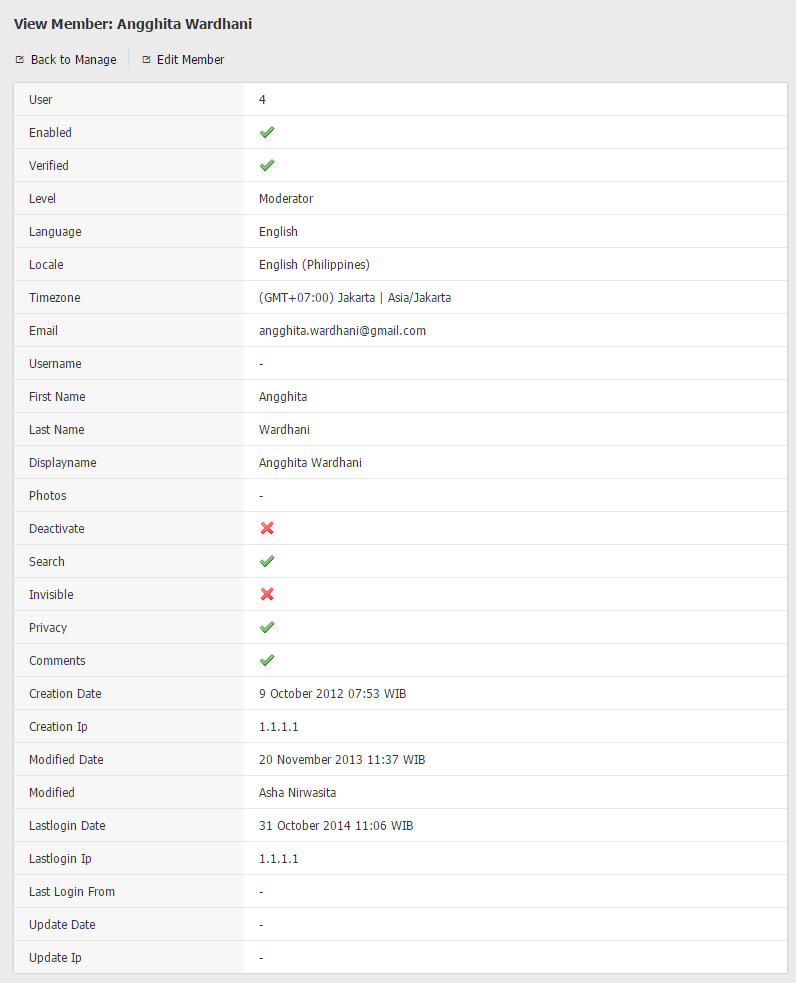 View Member: Angghita Wardhani
Back to Manage Edit Member
User 4
Enabled
Verified
Level Moderator
Language English
Locale English (Philippines)
Timezone (GMT+07:00) Jakarta | Asia/Jakarta
Email angghita.wardhani@gmail.com
Username -
First Name Angghita
Last Name Wardhani
Displayname Angghita Wardhani
Photos -
Deactivate
Search
Invisible
Privacy
Comments
Creation Date 9 October 2012 07:53 WIB
Creation Ip 1.1.1.1
Modified Date 20 November 2013 11:37 WIB
Modified Asha Nirwasita
Lastlogin Date 31 October 2014 11:06 WIB
Lastlogin Ip 1.1.1.1
Last Login From -
Update Date -
Update Ip -